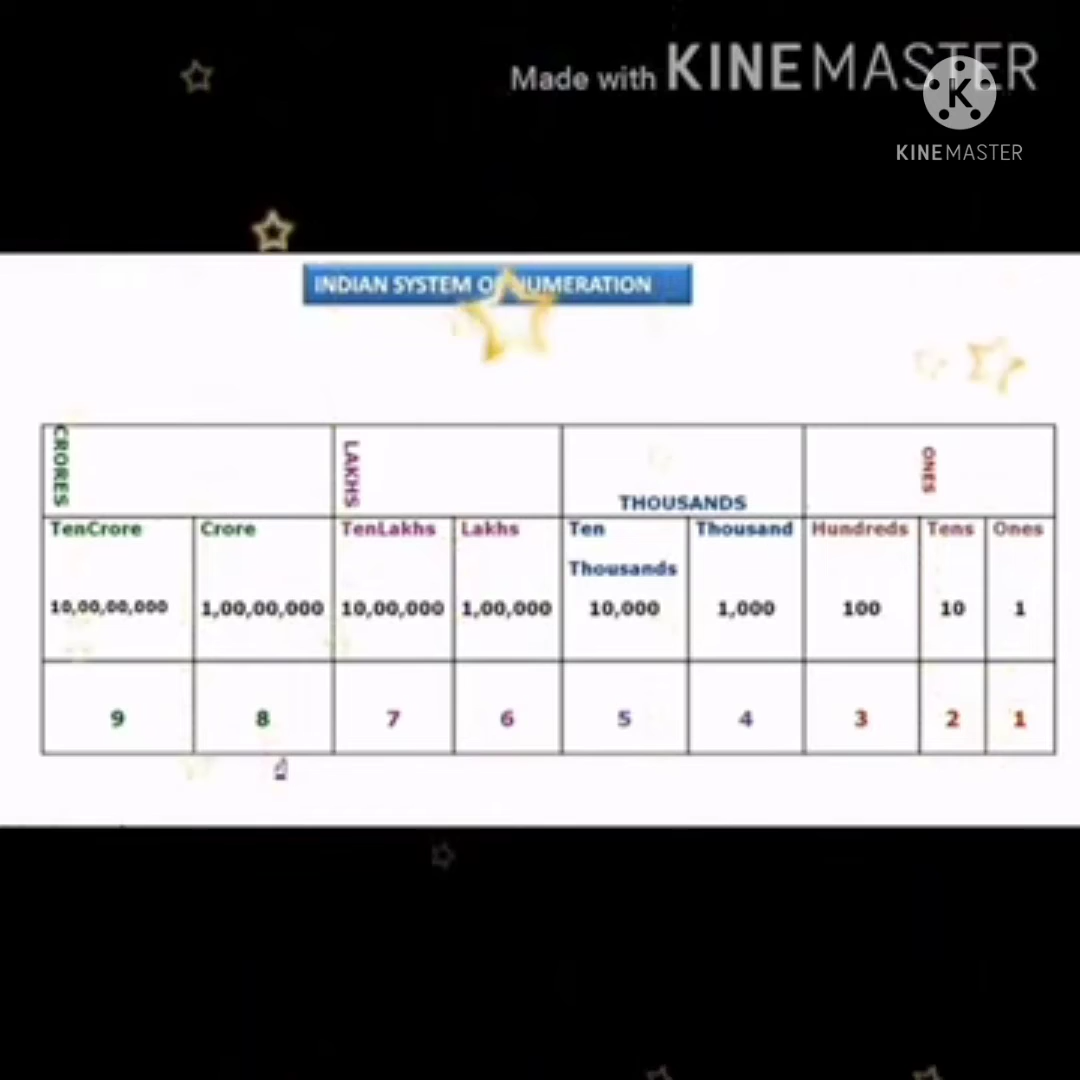 Made with KINEMASTER
K
KINEMASTER
INDIAN SYSTEM OF NUMERATION
CRORES LAKHS THOUSANDS ONES
TenCrore Crore TenLakhs Lakhs Ten Thousands Thousand Hundreds Tens Ones
10,00,00,000 1,00,00,000 10,00,000 1,00,000 10,000 1,000 100 10 1
9 8 7 6 5 4 3 2 1